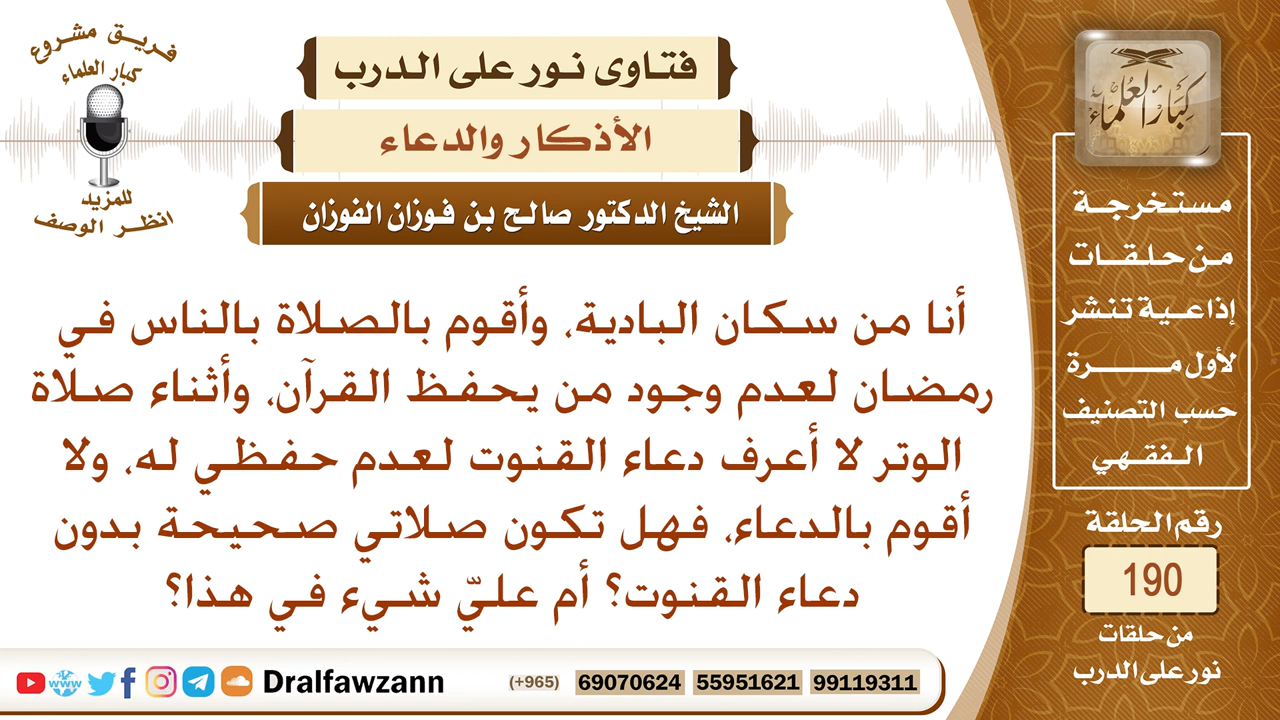 فريق مشروع
كبار العلماء
للمزيد
انظر الوصف
فتاوى نور على الدرب
الأذكار والدعاء
الشيخ الدكتور صالح بن فوزان الفوزان
أنا من سكان البادية، وأقوم بالصلاة بالناس في
رمضان لعدم وجود من يحفظ القرآن، وأثناء صلاة
الوتر لا أعرف دعاء القنوت لعدم حفظي له، ولا
أقوم بالدعاء، فهل تكون صلاتي صحيحة بدون
دعاء القنوت؟ أم عليّ شيء في هذا؟
كبار العلماء
مستخرجة
من حلقات
إذاعية تنشر
لأول مرة
حسب التصنيف
الفقهي
رقم الحلقة
190
من حلقات
نور على الدرب
www Dralfawzann (+965) 69070624 55951621 99119311